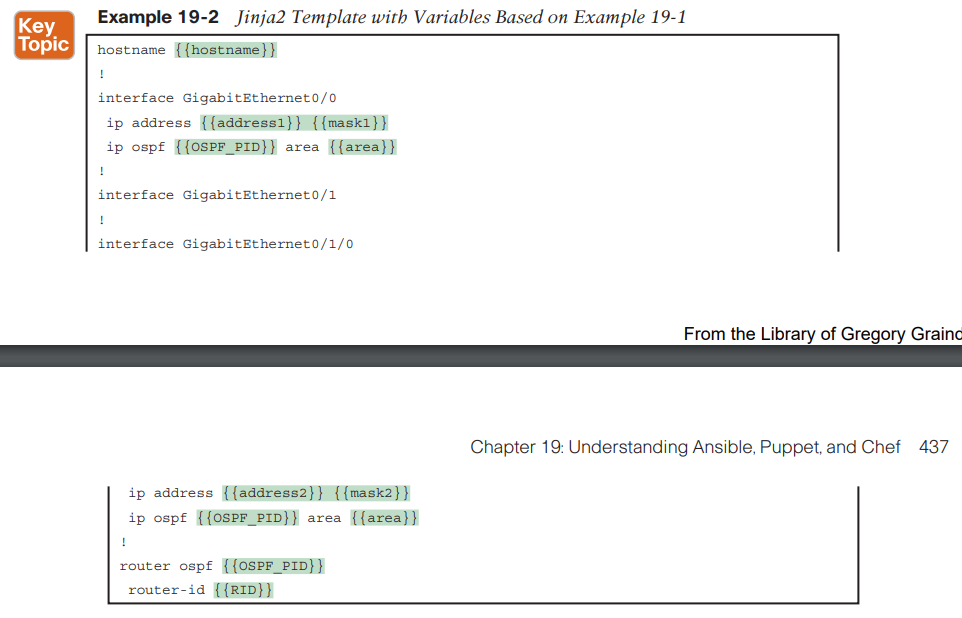 Key
Topic
Example 19-2 Jinja2 Template with Variables Based on Example 19-1
hostname {{hostname}}
!
interface GigabitEthernet0/0
ip address {{address1}} {{mask1}}
ip ospf {{OSPF_PID}} area {{area}}
!
interface GigabitEthernet0/1
!
interface GigabitEthernet0/1/0
From the Library of Gregory Graind
Chapter 19: Understanding Ansible, Puppet, and Chef 437
ip address {{address2}} {{mask2}}
ip ospf {{OSPF_PID}} area {{area}}
!
router ospf {{OSPF_PID}}
router-id {{RID}}